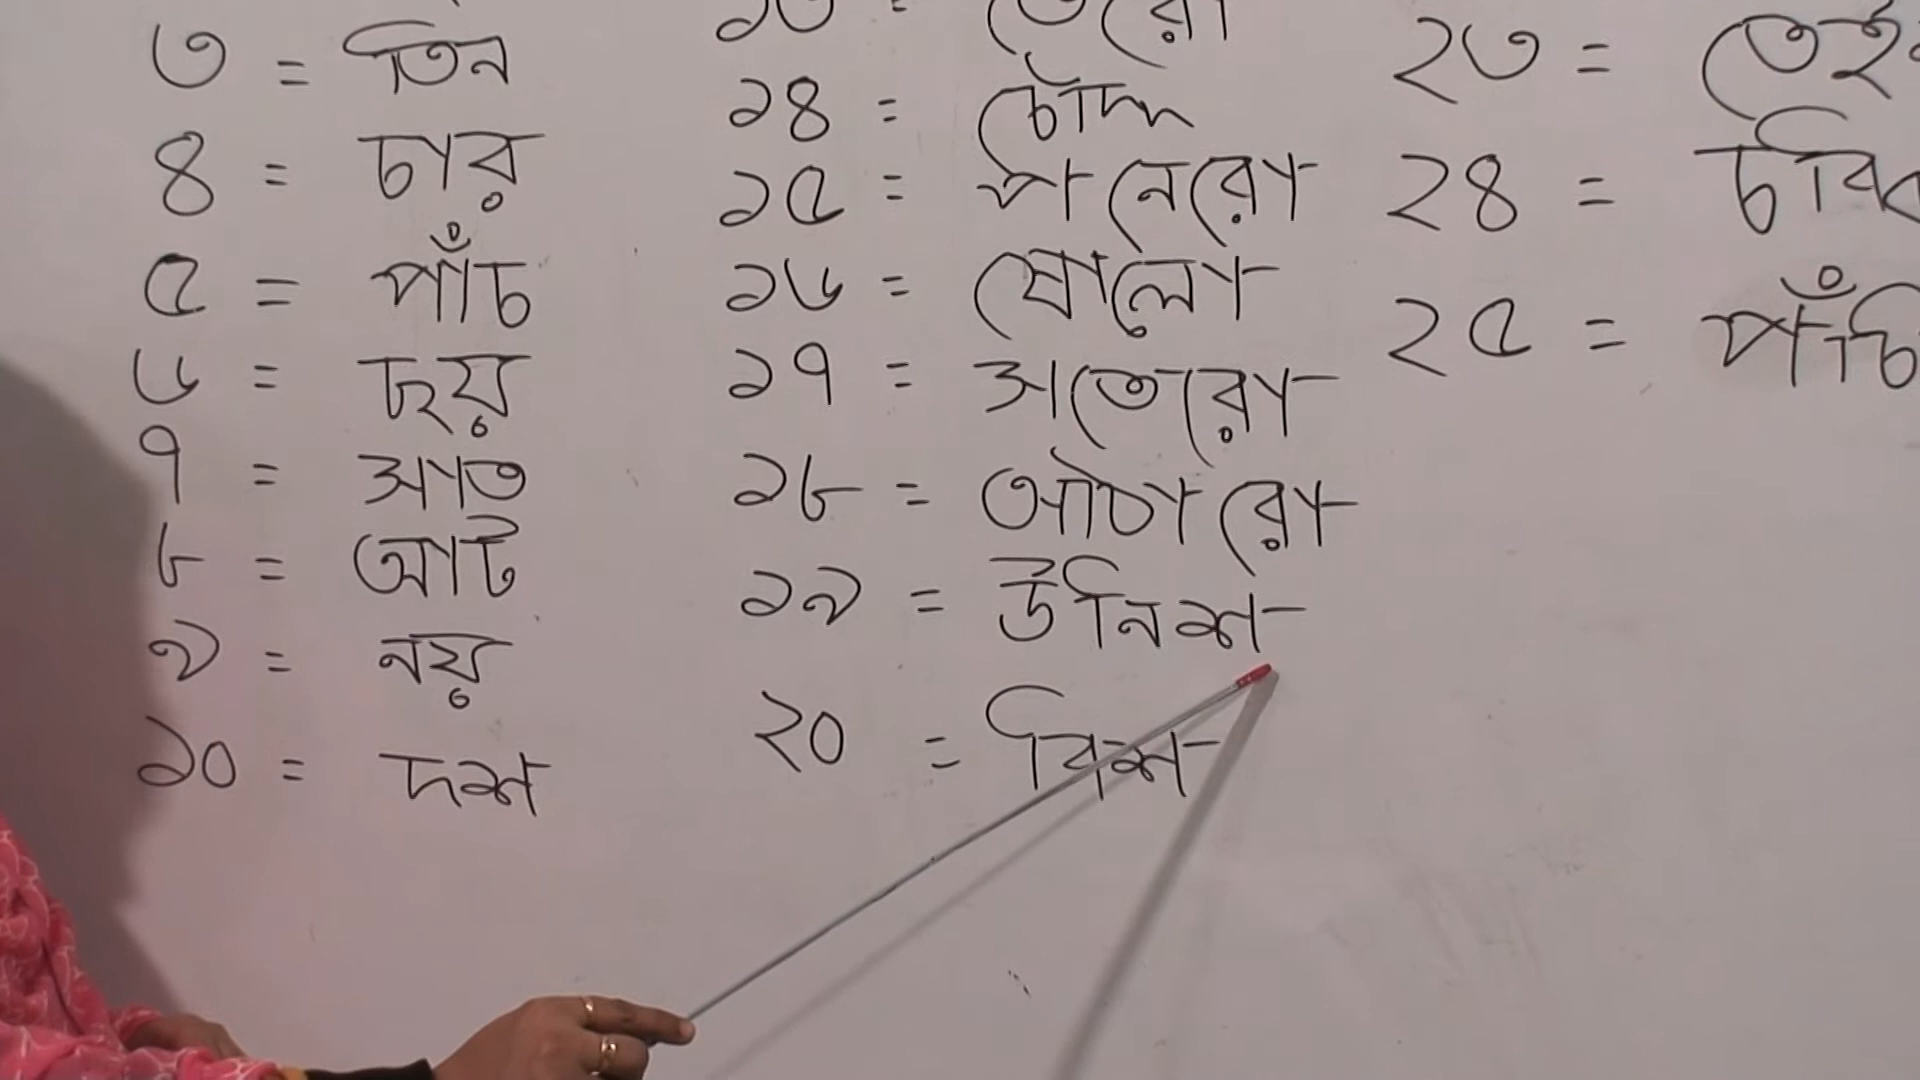 ৩ = তিন
৪ = চার
৫ = পাঁচ
৬ = ছয়
৭ = সাত
৮ = আট
৯ = নয়
১০ = দশ
১৩ = তেরো
১৪ = চৌদ্দ
১৫ = পনেরো
১৬ = ষোলো
১৭ = সতেরো
১৮ = আঠারো
১৯ = উনিশ
২০ = বিশ
২৩ =
২৪ =
২৫ =